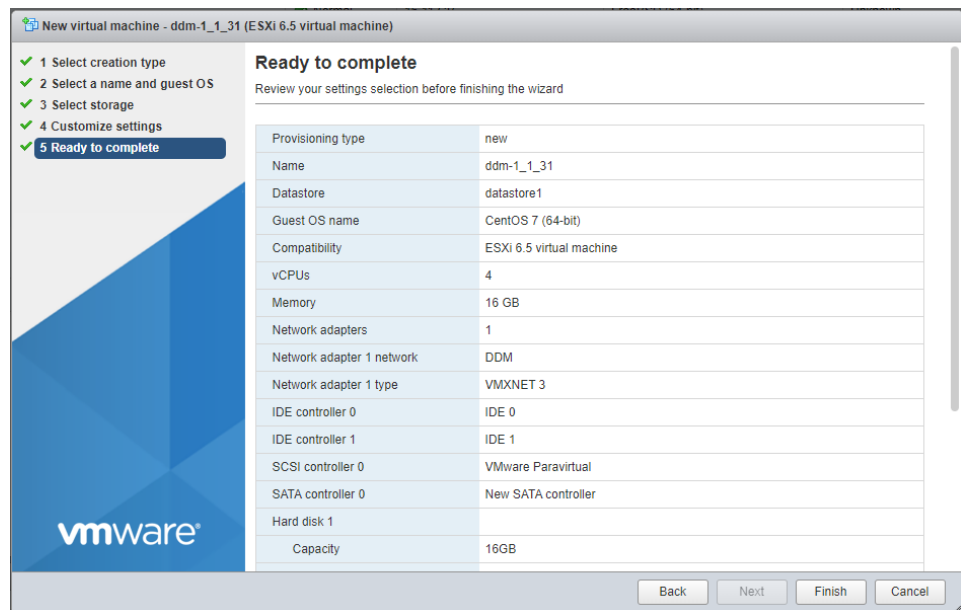 New virtual machine - ddm-1_1_31 (ESXi 6.5 virtual machine)
1 Select creation type
2 Select a name and guest OS
3 Select storage
4 Customize settings
5 Ready to complete
Ready to complete
Review your settings selection before finishing the wizard
Provisioning type new
Name ddm-1_1_31
Datastore datastore1
Guest OS name CentOS 7 (64-bit)
Compatibility ESXi 6.5 virtual machine
vCPUs 4
Memory 16 GB
Network adapters 1
Network adapter 1 network DDM
Network adapter 1 type VMXNET 3
IDE controller 0 IDE 0
IDE controller 1 IDE 1
SCSI controller 0 VMware Paravirtual
SATA controller 0 New SATA controller
Hard disk 1
Capacity 16GB
vmware®
Back Next Finish Cancel